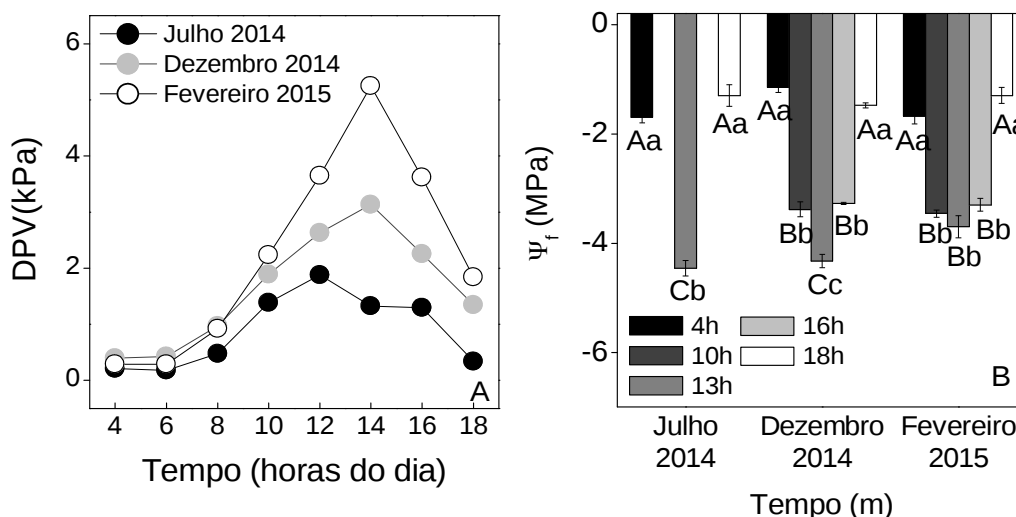 DPV(kPa)
6
4
2
0
Julho 2014
Dezembro 2014
Fevereiro 2015
A
4 6 8 10 12 14 16 18
Tempo (horas do dia)
Ψf (MPa)
0
-2
-4
-6
Aa Cb Aa
Aa Bb Cc Bb Aa
Aa Bb Bb Bb Aa
4h 16h
10h 18h
13h
B
Julho 2014
Dezembro 2014
Fevereiro 2015
Tempo (m)